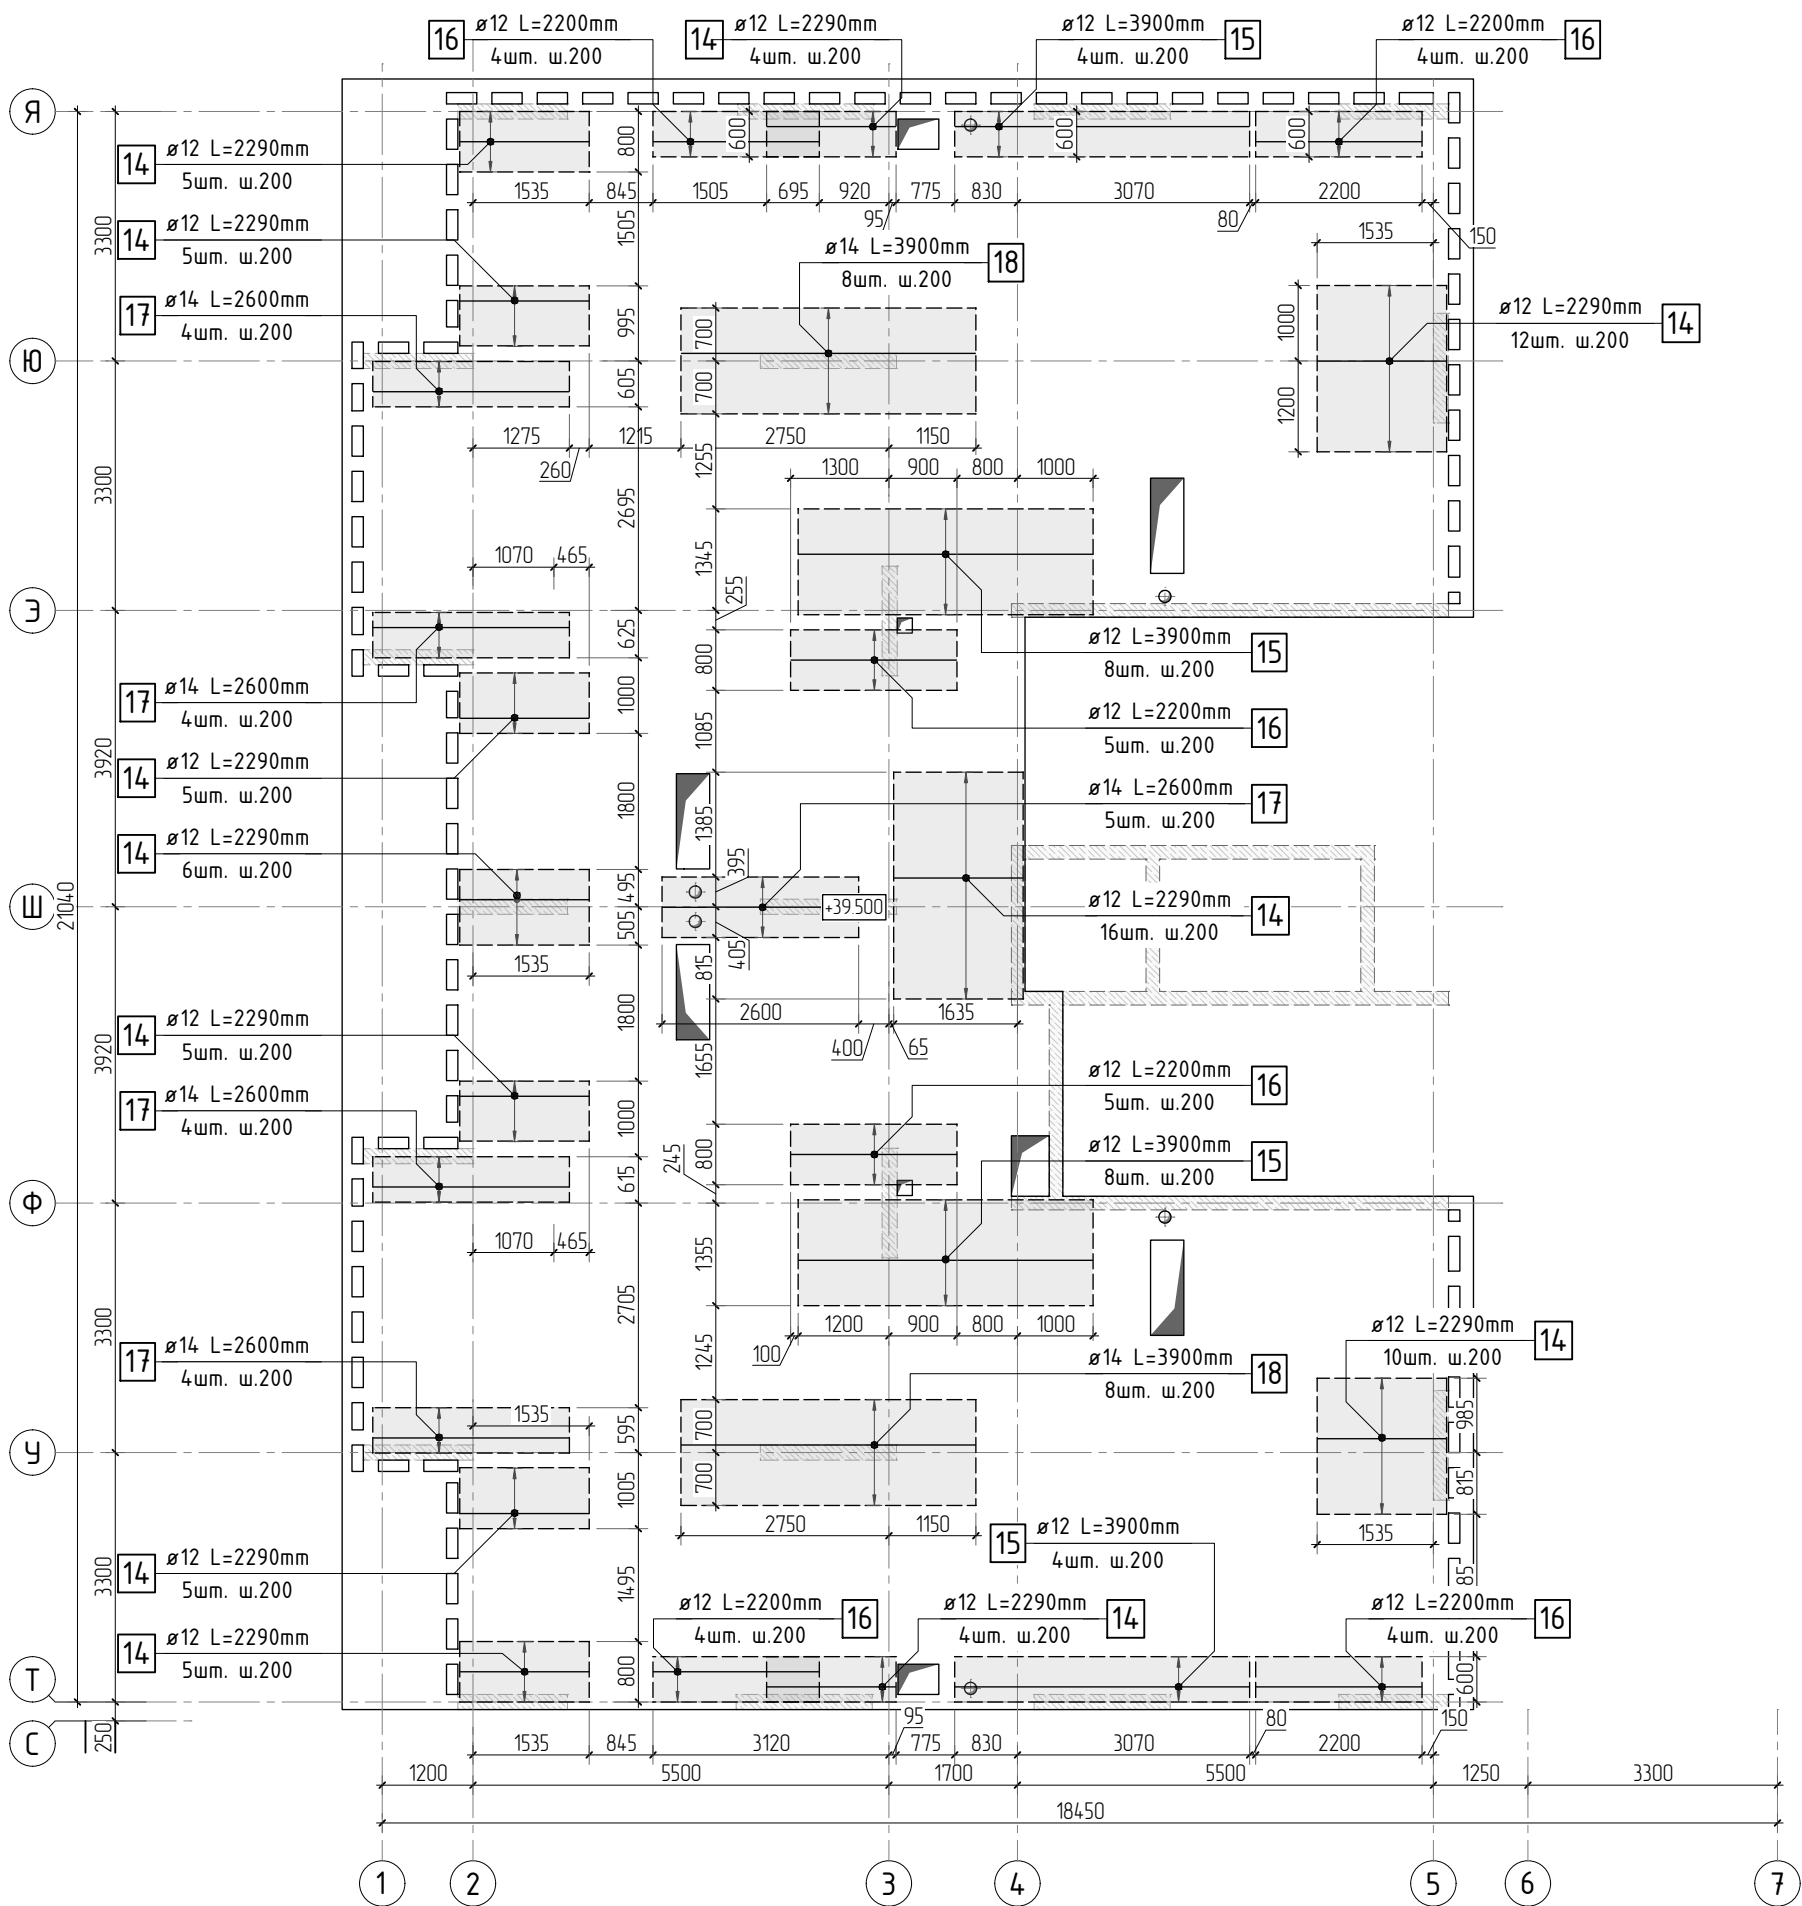 16 ø12 L=2200mm
4шт. ш.200
14 ø12 L=2290mm
4шт. ш.200
ø12 L=3900mm 15
4шт. ш.200
ø12 L=2200mm 16
4шт. ш.200
Я
800
600
600
600
14 ø12 L=2290mm
5шт. ш.200
1535 845 1505 695 920 775 830 3070 2200
95 80 150
3300
14 ø12 L=2290mm
5шт. ш.200
1505
1535
ø14 L=3900mm 18
8шт. ш.200
17 ø14 L=2600mm
4шт. ш.200
995
700
1000
ø12 L=2290mm 14
12шт. ш.200
Ю
605
700
1200
1275 1215 2750 1150
260
1255
1300 900 800 1000
3300
2695
1345
1070 465
255
Э
625
ø12 L=3900mm 15
8шт. ш.200
800
17 ø14 L=2600mm
4шт. ш.200
1000
ø12 L=2200mm 16
5шт. ш.200
1085
3920
14 ø12 L=2290mm
5шт. ш.200
1800
1385
ø14 L=2600mm 17
5шт. ш.200
14 ø12 L=2290mm
6шт. ш.200
495
395
Ш
21040
+39.500
ø12 L=2290mm 14
16шт. ш.200
505
405
815
1535
2600 1635
400 65
14 ø12 L=2290mm
5шт. ш.200
1800
1655
3920
17 ø14 L=2600mm
4шт. ш.200
1000
ø12 L=2200mm 16
5шт. ш.200
245
800
ø12 L=3900mm 15
8шт. ш.200
615
Ф
1070 465
1355
2705
3300
1200 900 800 1000
100
1245
17 ø14 L=2600mm
4шт. ш.200
ø14 L=3900mm 18
8шт. ш.200
ø12 L=2290mm 14
10шт. ш.200
1535
595
700
985
У
1005
700
815
2750 1150
1535
15 ø12 L=3900mm
4шт. ш.200
3300
14 ø12 L=2290mm
5шт. ш.200
1495
85
ø12 L=2200mm 16
4шт. ш.200
ø12 L=2290mm 14
4шт. ш.200
ø12 L=2200mm 16
4шт. ш.200
14 ø12 L=2290mm
5шт. ш.200
800
600
Т
С
250
95 80 150
1535 845 3120 775 830 3070 2200
1200 5500 1700 5500 1250 3300
18450
1 2 3 4 5 6 7